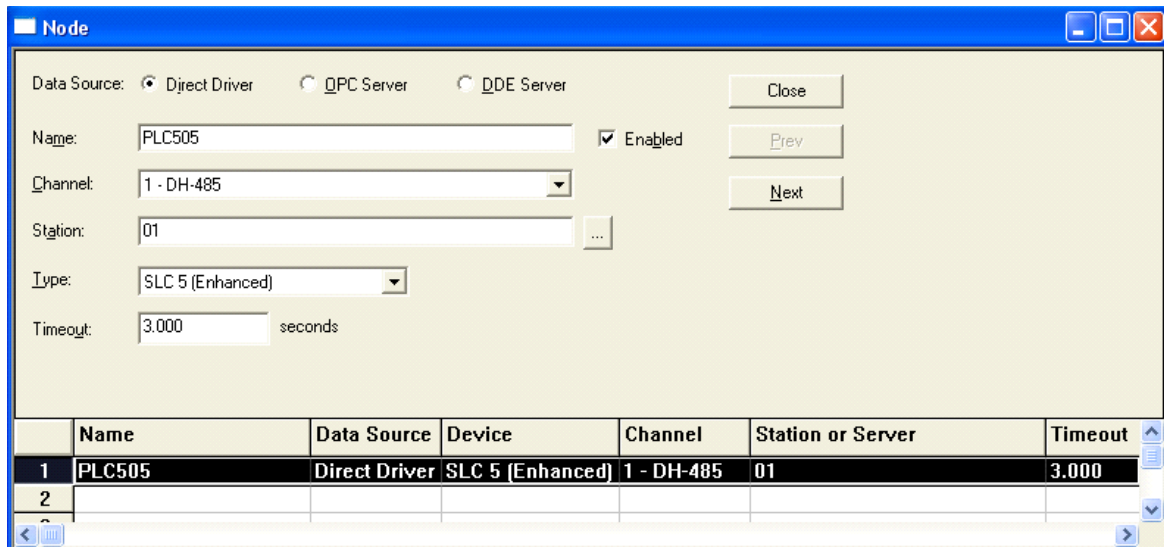 Node
Data Source: Direct Driver OPC Server DDE Server Close
Name: PLC505 Enabled Prev
Channel: 1 - DH-485 Next
Station: 01 ...
Type: SLC 5 (Enhanced)
Timeout: 3.000 seconds
Name Data Source Device Channel Station or Server Timeout
1 PLC505 Direct Driver SLC 5 (Enhanced) 1 - DH-485 01 3.000
2